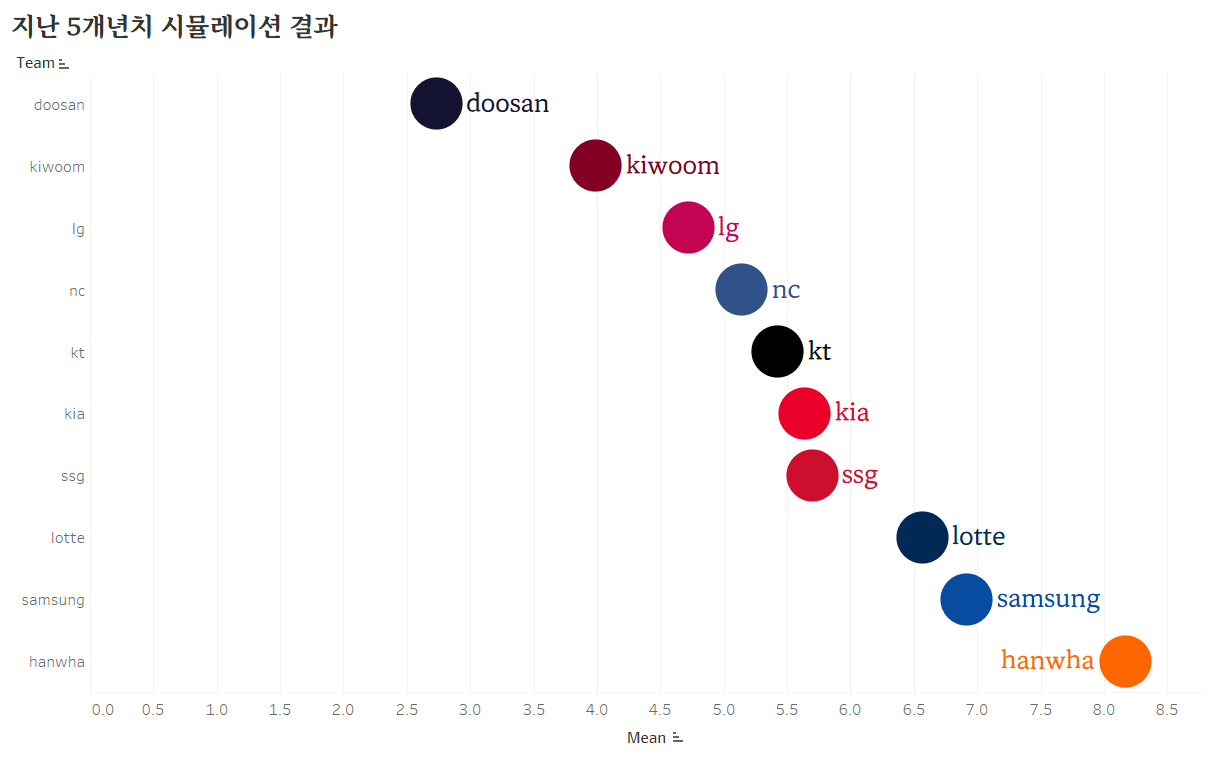 지난 5개년치 시뮬레이션 결과
Team
doosan doosan
kiwoom kiwoom
lg lg
nc nc
kt kt
kia kia
ssg ssg
lotte lotte
samsung samsung
hanwha hanwha
0.0 0.5 1.0 1.5 2.0 2.5 3.0 3.5 4.0 4.5 5.0 5.5 6.0 6.5 7.0 7.5 8.0 8.5
Mean